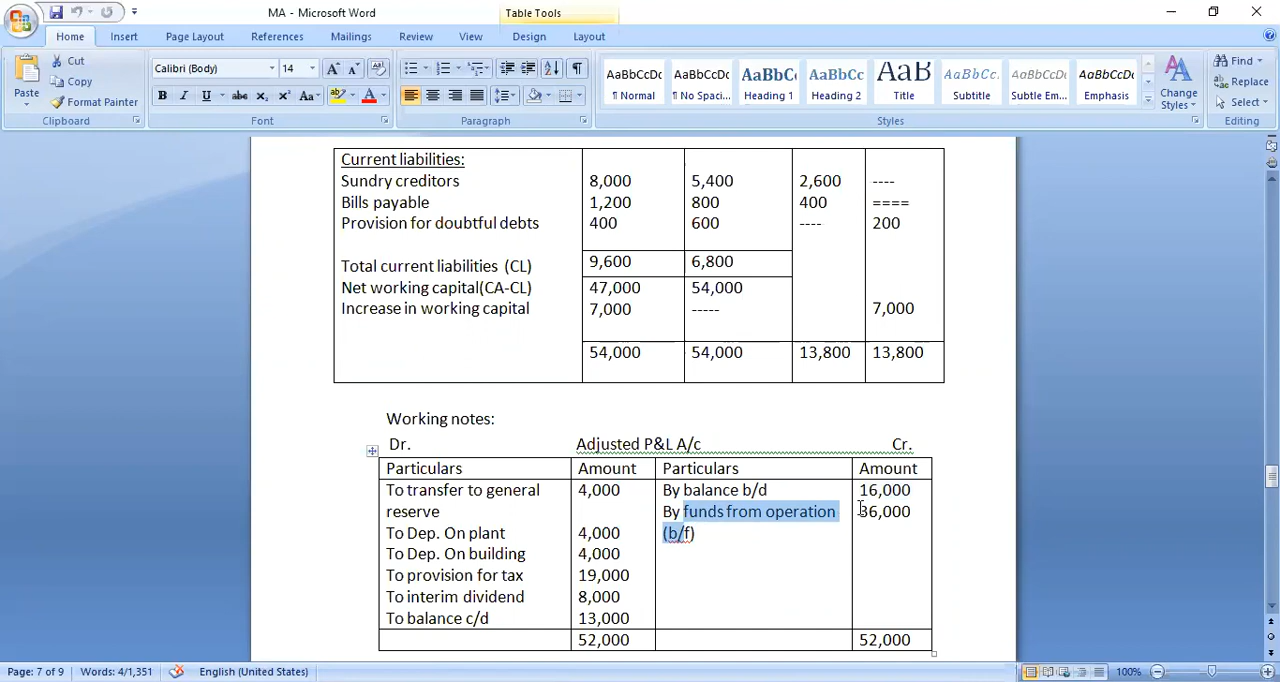 MA - Microsoft Word
Table Tools
Home Insert Page Layout References Mailings Review View Design Layout
Paste
Cut
Copy
Format Painter
Clipboard
Calibri (Body) 14
Font
Paragraph
AaBbCcDc AaBbCcDc AaBbC AaBbCc AaB AaBbCc. AaBbCcDc AaBbCcDc
¶ Normal ¶ No Spaci... Heading 1 Heading 2 Title Subtitle Subtle Em... Emphasis
Change Styles
Styles
Find
Replace
Select
Editing
Current liabilities:
Sundry creditors 8,000 5,400 2,600 ----
Bills payable 1,200 800 400 ====
Provision for doubtful debts 400 600 ---- 200
Total current liabilities (CL) 9,600 6,800
Net working capital(CA-CL) 47,000 54,000
Increase in working capital 7,000 ----- 7,000
54,000 54,000 13,800 13,800
Working notes:
Dr. Adjusted P&L A/c Cr.
Particulars Amount Particulars Amount
To transfer to general 4,000 By balance b/d 16,000
reserve By funds from operation 36,000
To Dep. On plant 4,000 (b/f)
To Dep. On building 4,000
To provision for tax 19,000
To interim dividend 8,000
To balance c/d 13,000
52,000 52,000
Page: 7 of 9 Words: 4/1,351 English (United States) 100%